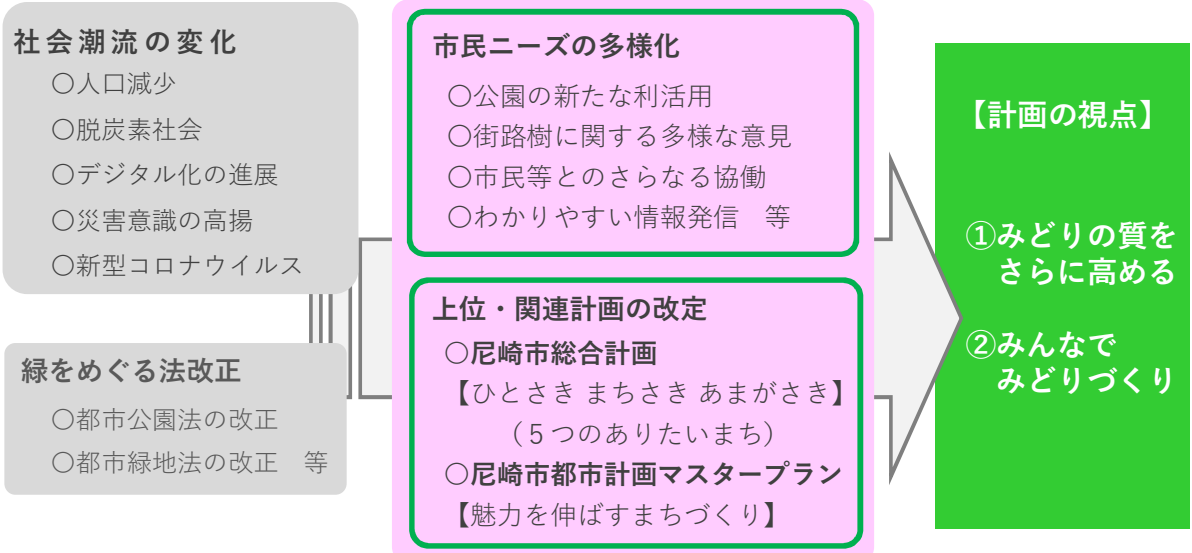 社会潮流の変化
〇人口減少
〇脱炭素社会
〇デジタル化の進展
〇災害意識の高揚
〇新型コロナウイルス
緑をめぐる法改正
〇都市公園法の改正
〇都市緑地法の改正　等
市民ニーズの多様化
〇公園の新たな利活用
〇街路樹に関する多様な意見
〇市民等とのさらなる協働
〇わかりやすい情報発信　等
上位・関連計画の改定
〇尼崎市総合計画
【ひとさき まちさき あまがさき】
（５つのありたいまち）
〇尼崎市都市計画マスタープラン
【魅力を伸ばすまちづくり】
【計画の視点】
①みどりの質を
さらに高める
②みんなで
みどりづくり